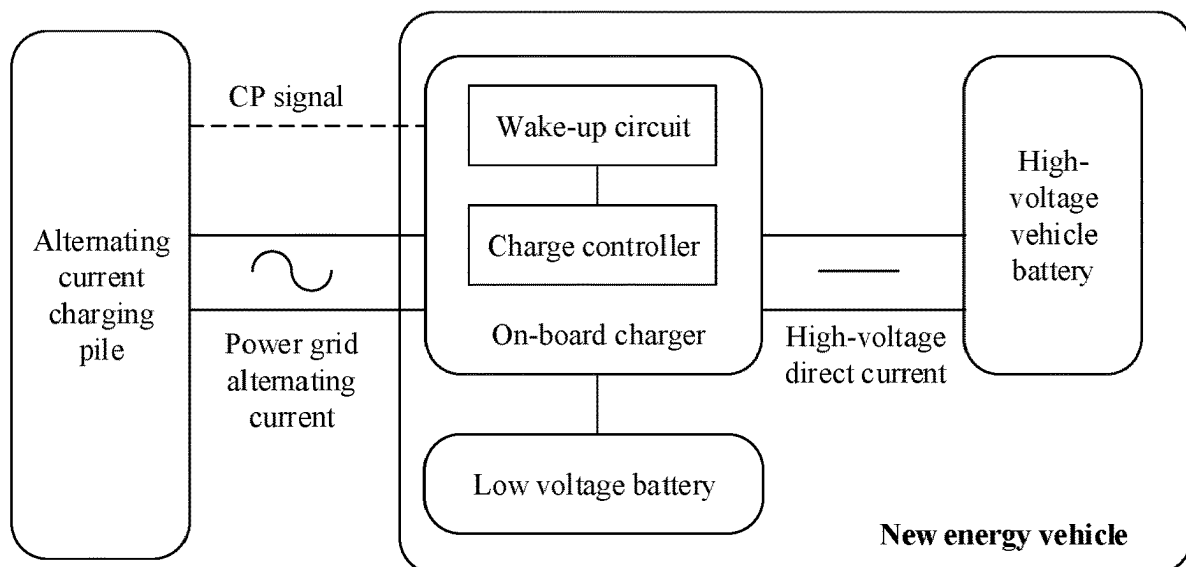 Alternating
current
charging
pile
CP signal
Power grid
alternating
current
Wake-up circuit
Charge controller
On-board charger
Low voltage battery
High-voltage
direct current
High-
voltage
vehicle
battery
New energy vehicle